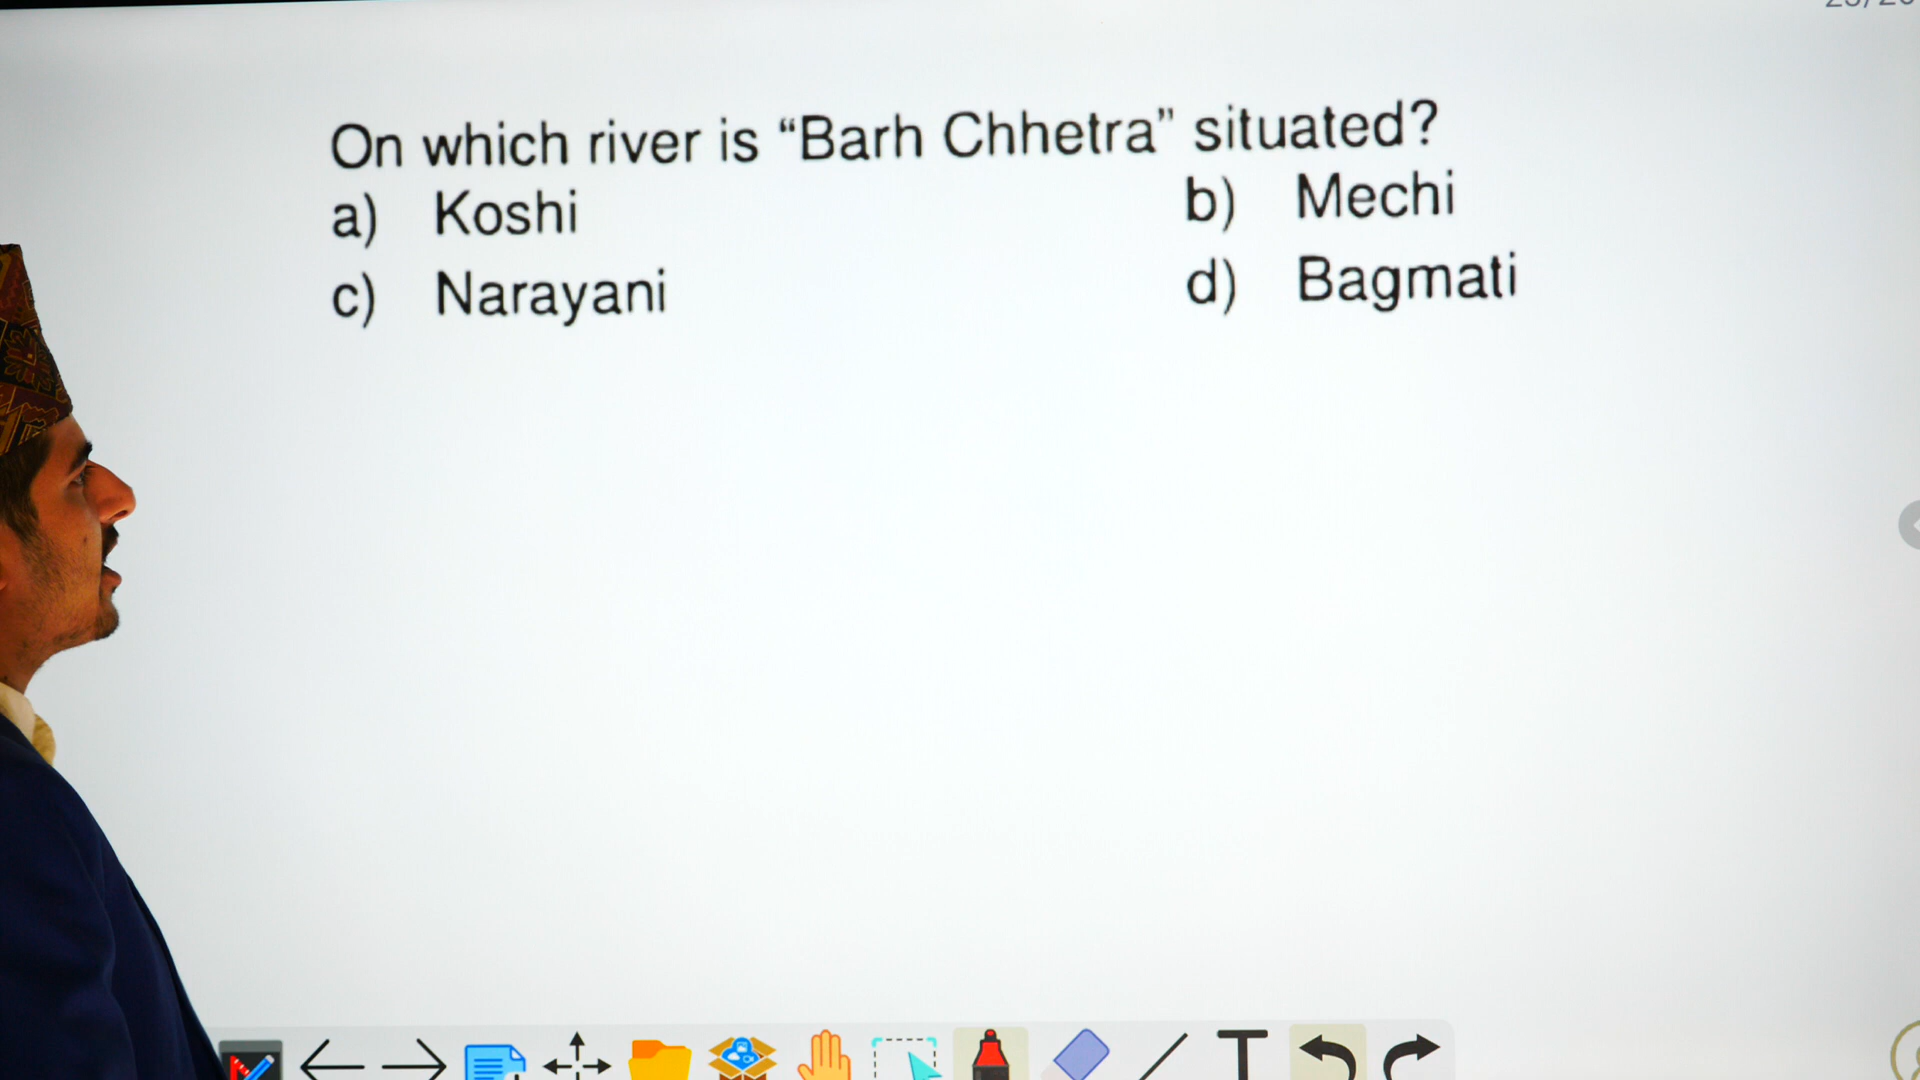 On which river is “Barh Chhetra” situated?
a) Koshi b) Mechi
c) Narayani d) Bagmati